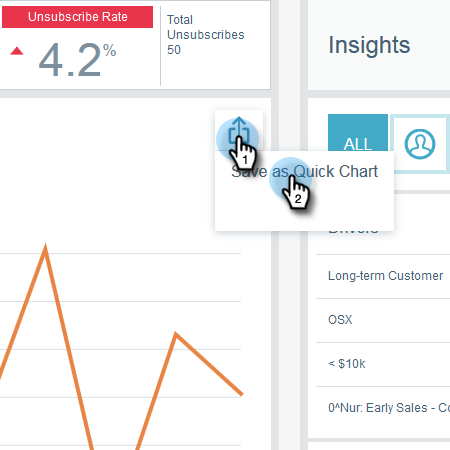 Unsubscribe Rate
4.2%
Total
Unsubscribes
50
Insights
ALL
1
Save as Quick Chart
2
Drivers
Long-term Customer
OSX
< $10k
0^Nur: Early Sales - Co